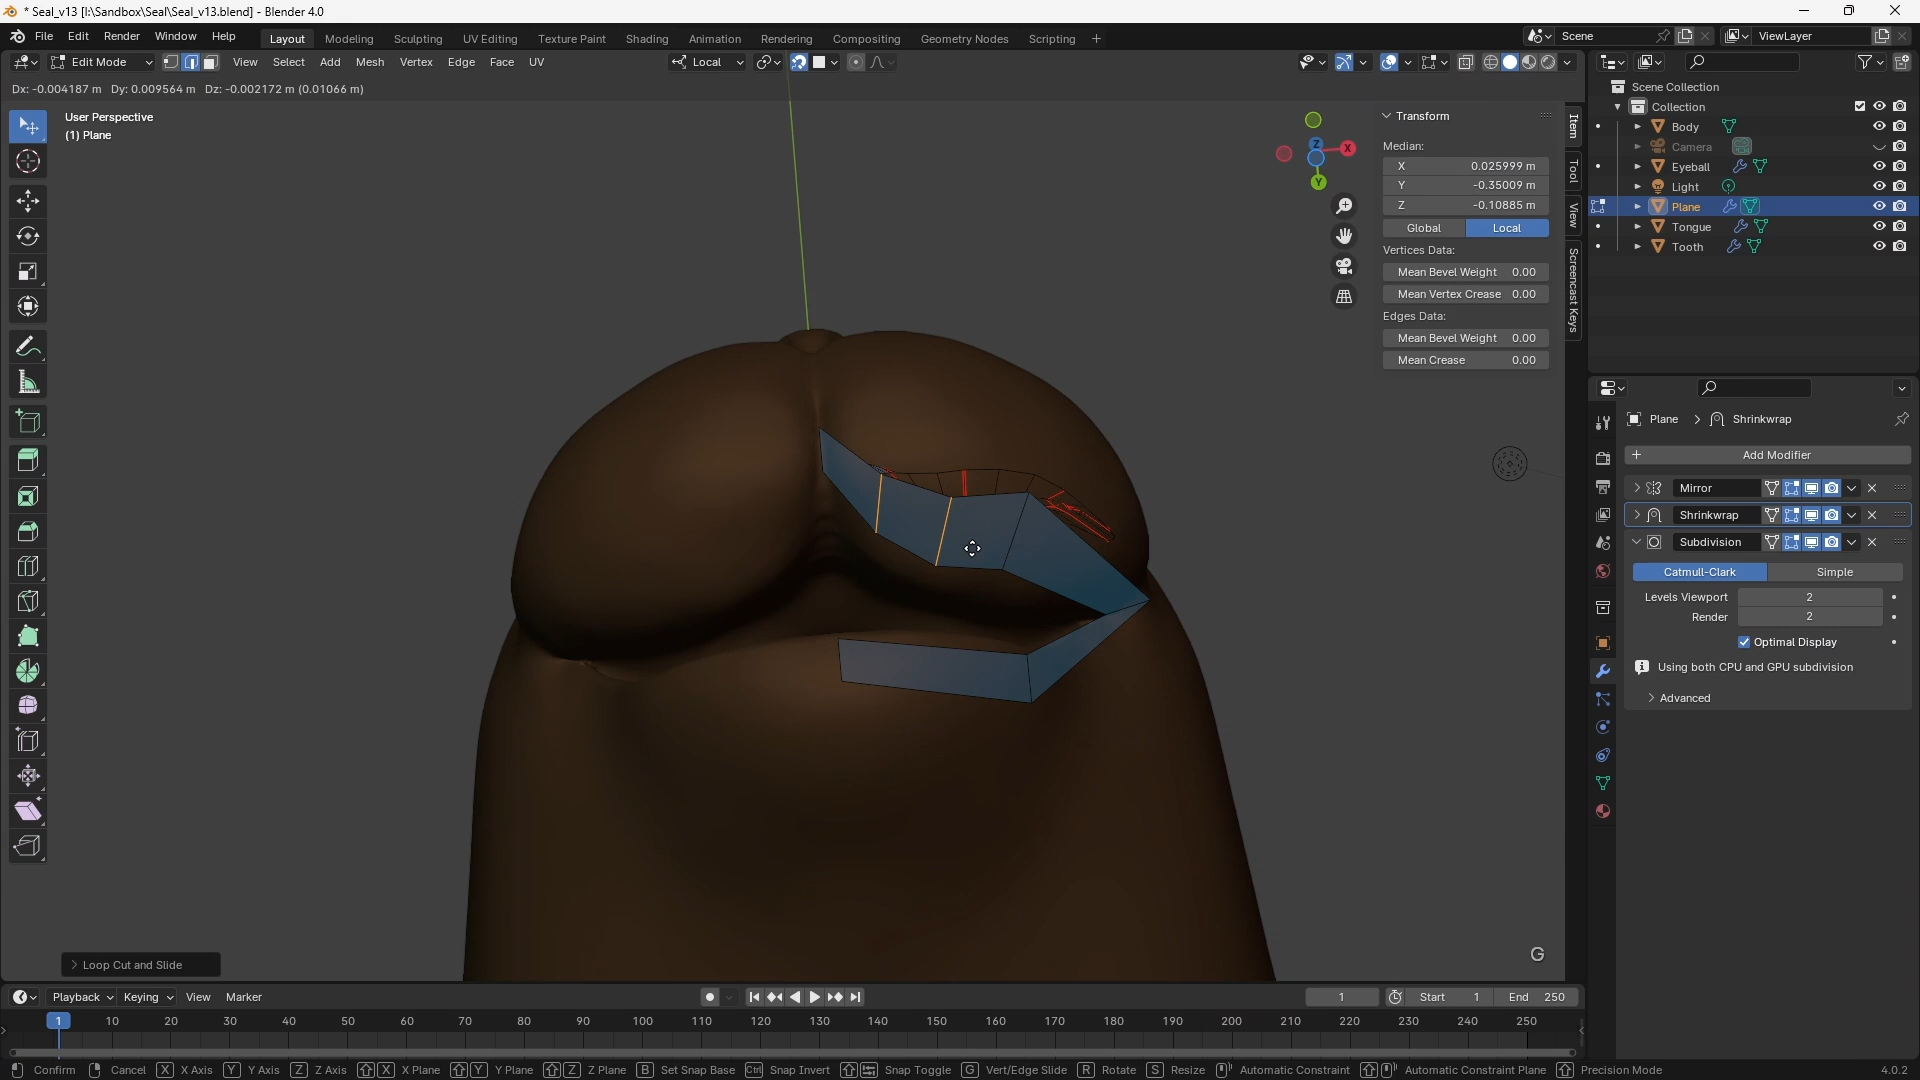 * Seal_v13 [I:\Sandbox\Seal\Seal_v13.blend] - Blender 4.0
File Edit Render Window Help Layout Modeling Sculpting UV Editing Texture Paint Shading Animation Rendering Compositing Geometry Nodes Scripting + Scene ViewLayer
Edit Mode View Select Add Mesh Vertex Edge Face UV Local
Dx: -0.004187 m Dy: 0.009564 m Dz: -0.002172 m (0.01066 m)
User Perspective
(1) Plane
X
Z
Y
Transform
Median:
X 0.025999 m
Y -0.35009 m
Z -0.10885 m
Global Local
Vertices Data:
Mean Bevel Weight 0.00
Mean Vertex Crease 0.00
Edges Data:
Mean Bevel Weight 0.00
Mean Crease 0.00
Item
Tool
View
Screencast Keys
Scene Collection
Collection
Body
Camera
Eyeball
Light
Plane
Tongue
Tooth
Plane > Shrinkwrap
+ Add Modifier
Mirror
Shrinkwrap
Subdivision
Catmull-Clark Simple
Levels Viewport 2
Render 2
Optimal Display
Using both CPU and GPU subdivision
Advanced
G
Loop Cut and Slide
Playback Keying View Marker 1 Start 1 End 250
1 10 20 30 40 50 60 70 80 90 100 110 120 130 140 150 160 170 180 190 200 210 220 230 240 250
Confirm Cancel X X Axis Y Y Axis Z Z Axis X X Plane Y Y Plane Z Z Plane B Set Snap Base Ctrl Snap Invert Snap Toggle G Vert/Edge Slide R Rotate S Resize Automatic Constraint Automatic Constraint Plane Precision Mode 4.0.2